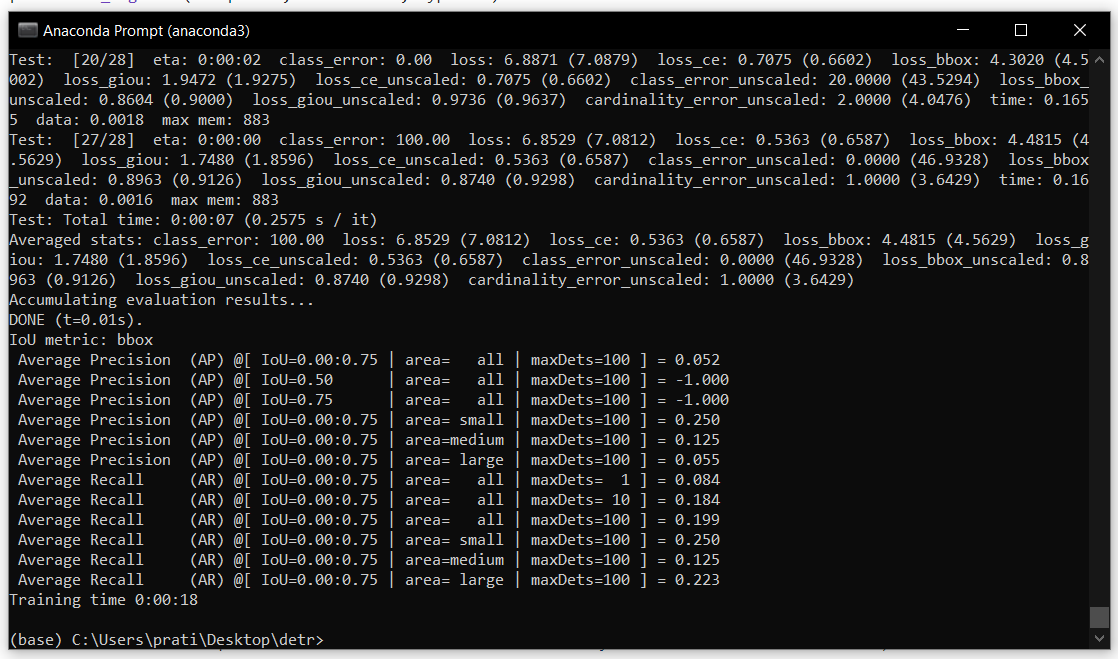 Anaconda Prompt (anaconda3)
Test:  [20/28]  eta: 0:00:02  class_error: 0.00  loss: 6.8871 (7.0879)  loss_ce: 0.7075 (0.6602)  loss_bbox: 4.3020 (4.5
002)  loss_giou: 1.9472 (1.9275)  loss_ce_unscaled: 0.7075 (0.6602)  class_error_unscaled: 20.0000 (43.5294)  loss_bbox_
unscaled: 0.8604 (0.9000)  loss_giou_unscaled: 0.9736 (0.9637)  cardinality_error_unscaled: 2.0000 (4.0476)  time: 0.165
5  data: 0.0018  max mem: 883
Test:  [27/28]  eta: 0:00:00  class_error: 100.00  loss: 6.8529 (7.0812)  loss_ce: 0.5363 (0.6587)  loss_bbox: 4.4815 (4
.5629)  loss_giou: 1.7480 (1.8596)  loss_ce_unscaled: 0.5363 (0.6587)  class_error_unscaled: 0.0000 (46.9328)  loss_bbox
_unscaled: 0.8963 (0.9126)  loss_giou_unscaled: 0.8740 (0.9298)  cardinality_error_unscaled: 1.0000 (3.6429)  time: 0.16
92  data: 0.0016  max mem: 883
Test: Total time: 0:00:07 (0.2575 s / it)
Averaged stats: class_error: 100.00  loss: 6.8529 (7.0812)  loss_ce: 0.5363 (0.6587)  loss_bbox: 4.4815 (4.5629)  loss_g
iou: 1.7480 (1.8596)  loss_ce_unscaled: 0.5363 (0.6587)  class_error_unscaled: 0.0000 (46.9328)  loss_bbox_unscaled: 0.8
963 (0.9126)  loss_giou_unscaled: 0.8740 (0.9298)  cardinality_error_unscaled: 1.0000 (3.6429)
Accumulating evaluation results...
DONE (t=0.01s).
IoU metric: bbox
 Average Precision  (AP) @[ IoU=0.00:0.75 | area=   all | maxDets=100 ] = 0.052
 Average Precision  (AP) @[ IoU=0.50      | area=   all | maxDets=100 ] = -1.000
 Average Precision  (AP) @[ IoU=0.75      | area=   all | maxDets=100 ] = -1.000
 Average Precision  (AP) @[ IoU=0.00:0.75 | area= small | maxDets=100 ] = 0.250
 Average Precision  (AP) @[ IoU=0.00:0.75 | area=medium | maxDets=100 ] = 0.125
 Average Precision  (AP) @[ IoU=0.00:0.75 | area= large | maxDets=100 ] = 0.055
 Average Recall     (AR) @[ IoU=0.00:0.75 | area=   all | maxDets=  1 ] = 0.084
 Average Recall     (AR) @[ IoU=0.00:0.75 | area=   all | maxDets= 10 ] = 0.184
 Average Recall     (AR) @[ IoU=0.00:0.75 | area=   all | maxDets=100 ] = 0.199
 Average Recall     (AR) @[ IoU=0.00:0.75 | area= small | maxDets=100 ] = 0.250
 Average Recall     (AR) @[ IoU=0.00:0.75 | area=medium | maxDets=100 ] = 0.125
 Average Recall     (AR) @[ IoU=0.00:0.75 | area= large | maxDets=100 ] = 0.223
Training time 0:00:18
(base) C:\Users\prati\Desktop\detr>